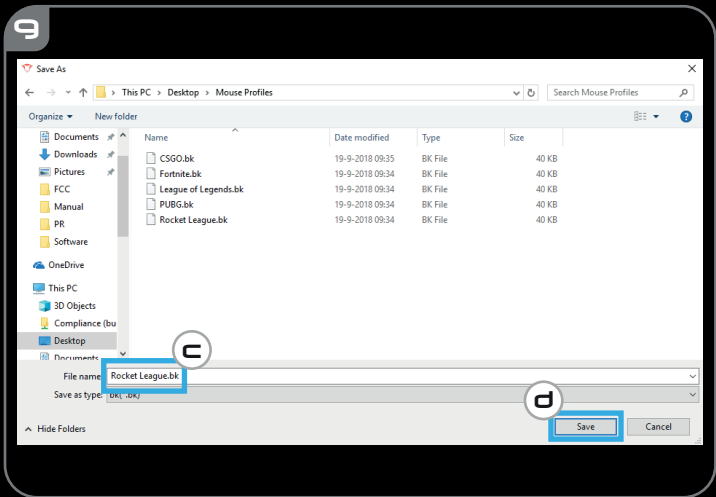 9
Save As
This PC > Desktop > Mouse Profiles
Search Mouse Profiles
Organize
New folder
Documents
Downloads
Pictures
FCC
Manual
PR
Software
OneDrive
This PC
3D Objects
Compliance (bu
Desktop
Documents
Name Date modified Type Size
CSGO.bk 19-9-2018 09:35 BK File 40 KB
Fortnite.bk 19-9-2018 09:34 BK File 40 KB
League of Legends.bk 19-9-2018 09:34 BK File 40 KB
PUBG.bk 19-9-2018 09:34 BK File 40 KB
Rocket League.bk 19-9-2018 09:34 BK File 40 KB
c
File name: Rocket League.bk
Save as type: bk(*.bk)
d
Hide Folders
Save
Cancel